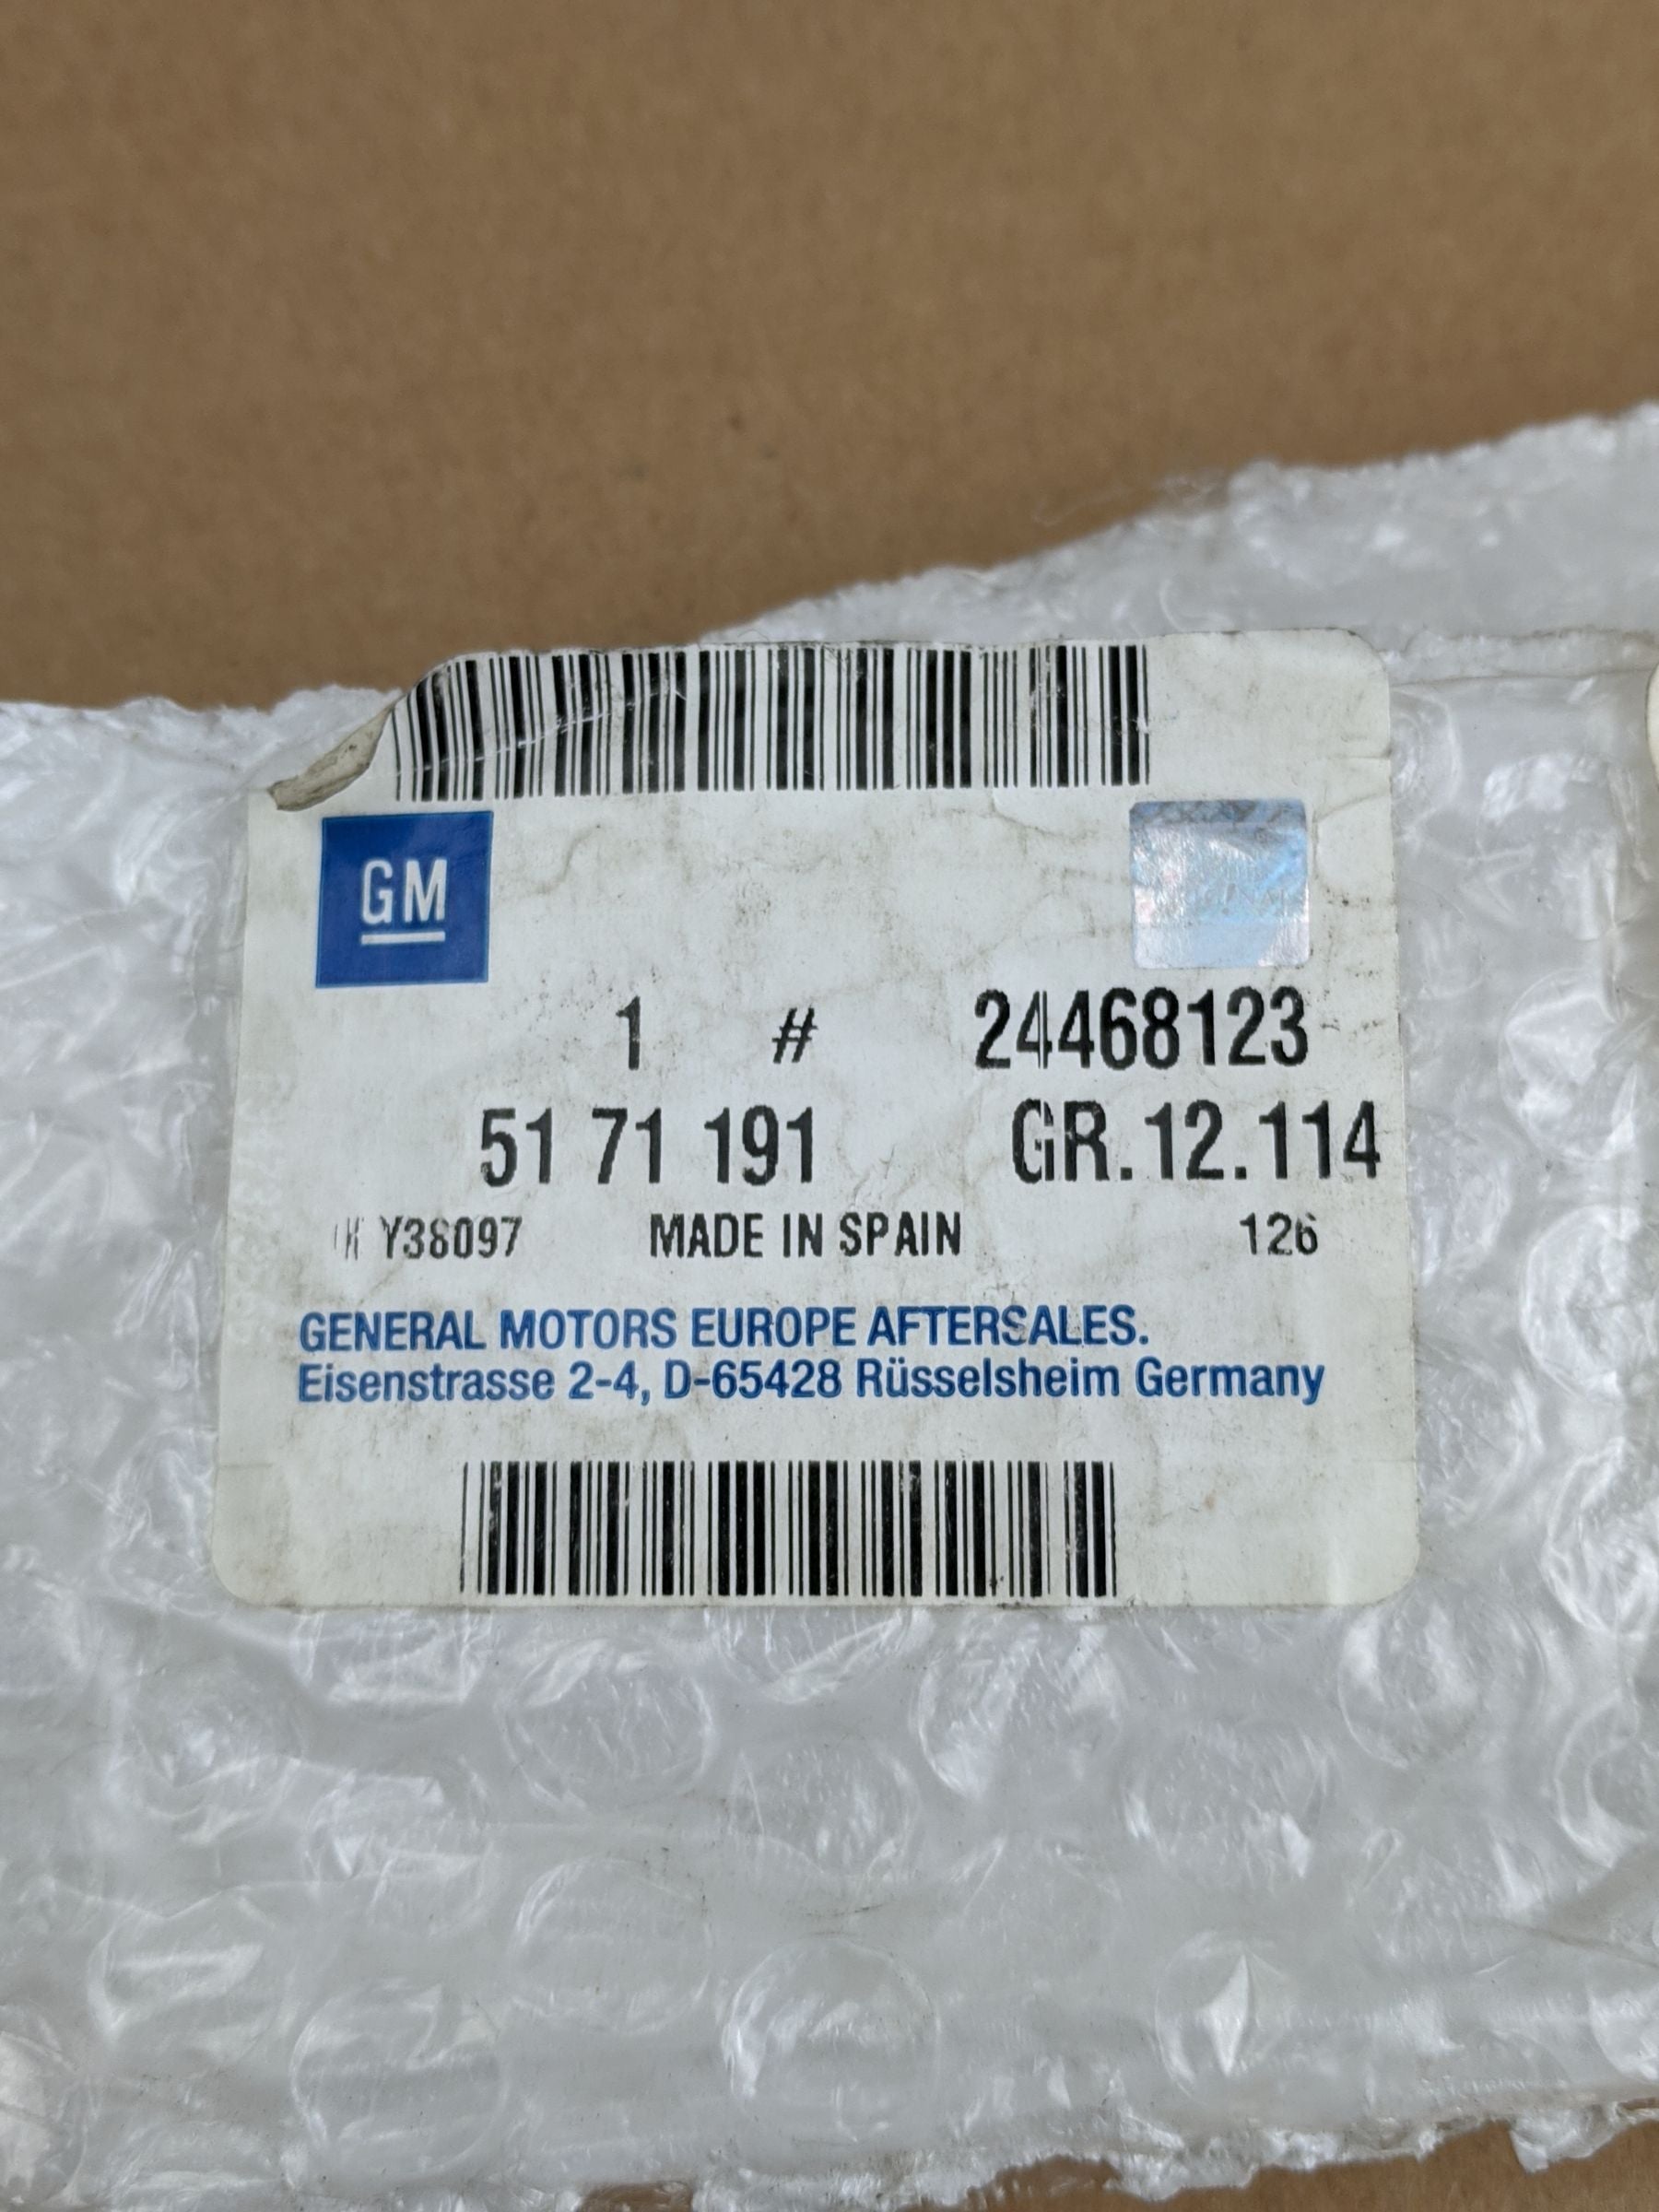 GM
1 # 24468123
51 71 191 GR.12.114
Y38097 MADE IN SPAIN 126
GENERAL MOTORS EUROPE AFTERSALES.
Eisenstrasse 2-4, D-65428 Rüsselsheim Germany